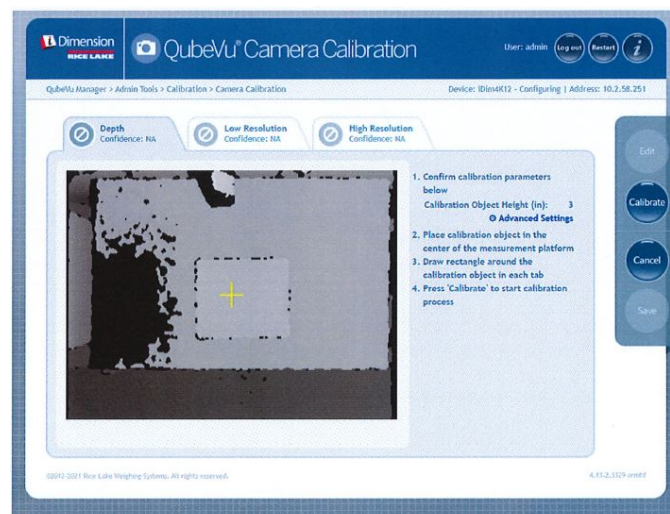 iDimension
RICE LAKE
QubeVu® Camera Calibration
User: admin
Log out
Restart
i
QubeVu Manager > Admin Tools > Calibration > Camera Calibration
Device: iDim4K12 - Configuring | Address: 10.2.58.251
Depth
Confidence: NA
Low Resolution
Confidence: NA
High Resolution
Confidence: NA
1. Confirm calibration parameters
below
Calibration Object Height (in): 3
Advanced Settings
2. Place calibration object in the
center of the measurement platform
3. Draw rectangle around the
calibration object in each tab
4. Press 'Calibrate' to start calibration
process
Edit
Calibrate
Cancel
Save
©2012-2021 Rice Lake Weighing Systems. All rights reserved.